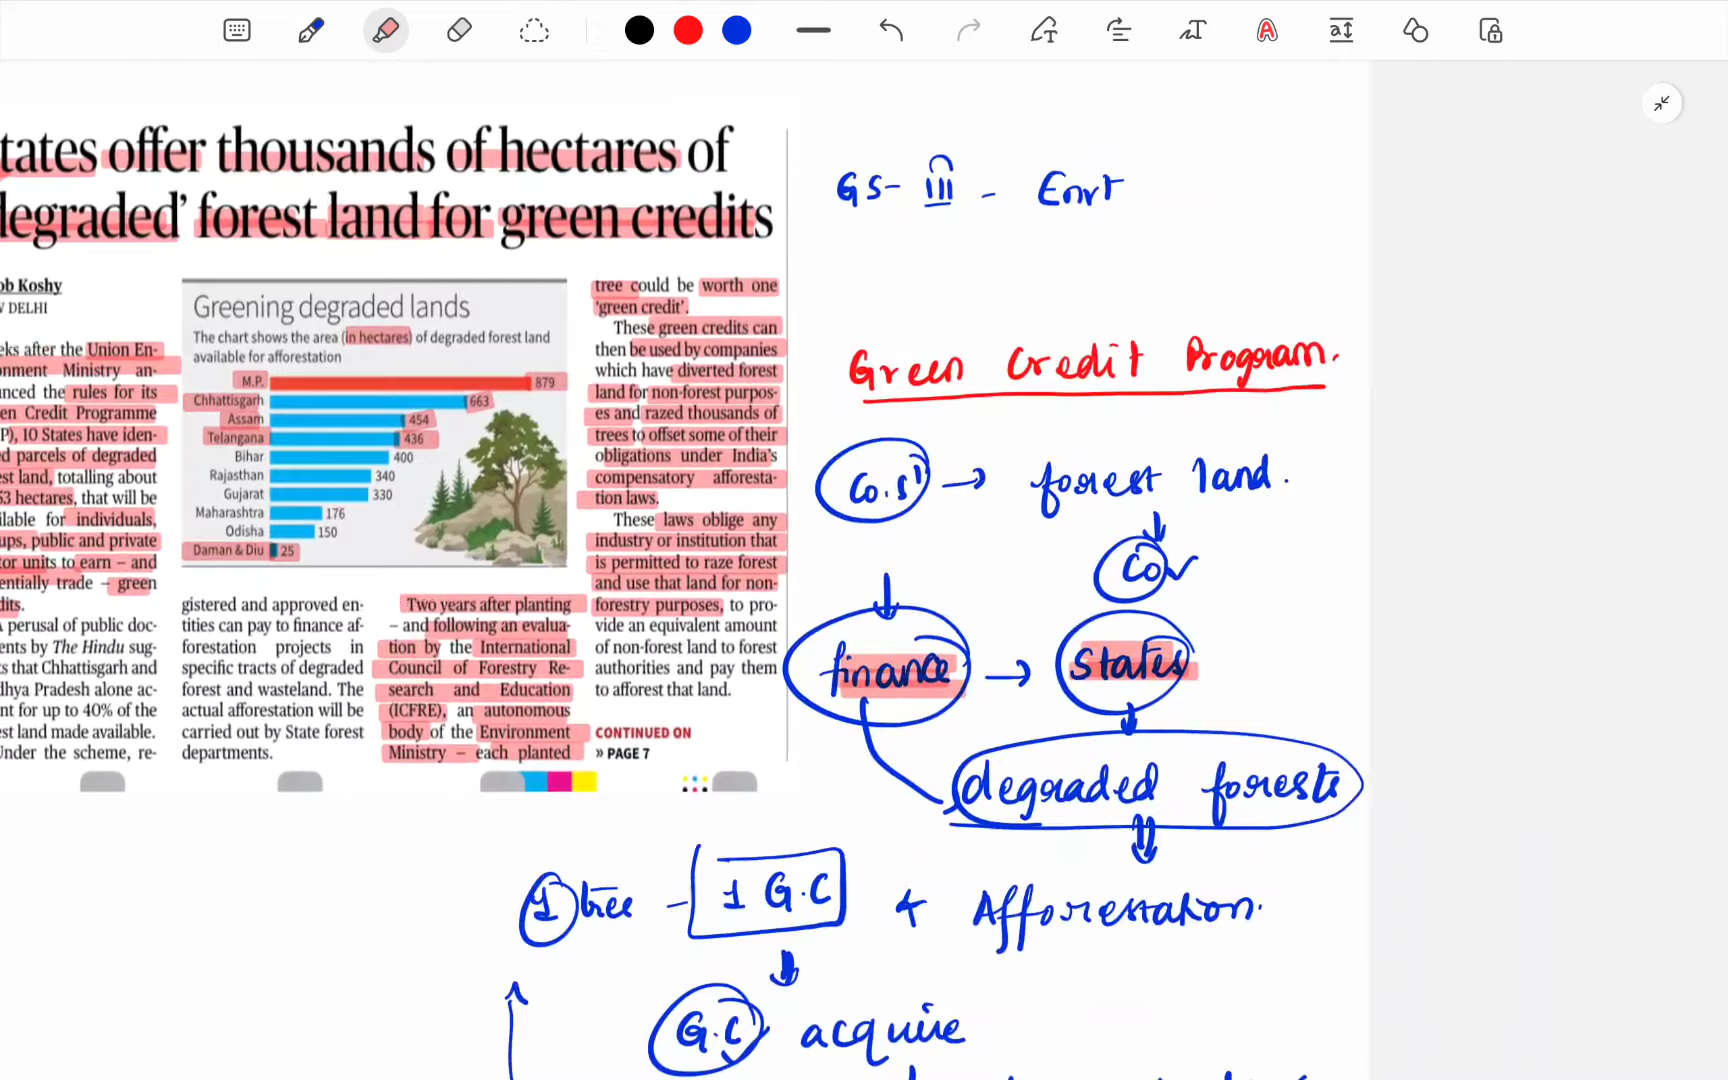 tates offer thousands of hectares of
degraded’ forest land for green credits
ob Koshy
DELHI
eks after the Union En-
onment Ministry an-
nced the rules for its
en Credit Programme
P), 10 States have iden-
d parcels of degraded
est land, totalling about
53 hectares, that will be
ilable for individuals,
ups, public and private
tor units to earn – and
entially trade – green
dits.
perusal of public doc-
ents by The Hindu sug-
s that Chhattisgarh and
dhya Pradesh alone ac-
nt for up to 40% of the
est land made available.
Under the scheme, re-
Greening degraded lands
The chart shows the area (in hectares) of degraded forest land
available for afforestation
M.P. 879
Chhattisgarh 663
Assam 454
Telangana 436
Bihar 400
Rajasthan 340
Gujarat 330
Maharashtra 176
Odisha 150
Daman & Diu 25
gistered and approved en-
tities can pay to finance af-
forestation projects in
specific tracts of degraded
forest and wasteland. The
actual afforestation will be
carried out by State forest
departments.
Two years after planting
– and following an evalua-
tion by the International
Council of Forestry Re-
search and Education
(ICFRE), an autonomous
body of the Environment
Ministry – each planted
tree could be worth one
‘green credit’.
These green credits can
then be used by companies
which have diverted forest
land for non-forest purpos-
es and razed thousands of
trees to offset some of their
obligations under India’s
compensatory afforesta-
tion laws.
These laws oblige any
industry or institution that
is permitted to raze forest
and use that land for non-
forestry purposes, to pro-
vide an equivalent amount
of non-forest land to forest
authorities and pay them
to afforest that land.
CONTINUED ON
» PAGE 7
GS- III - Envt
Green Credit Program.
Co.s' → forest land.
Co
finance → States
degraded forests
1 tree - 1 G.C
Afforestation.
G.C acquire